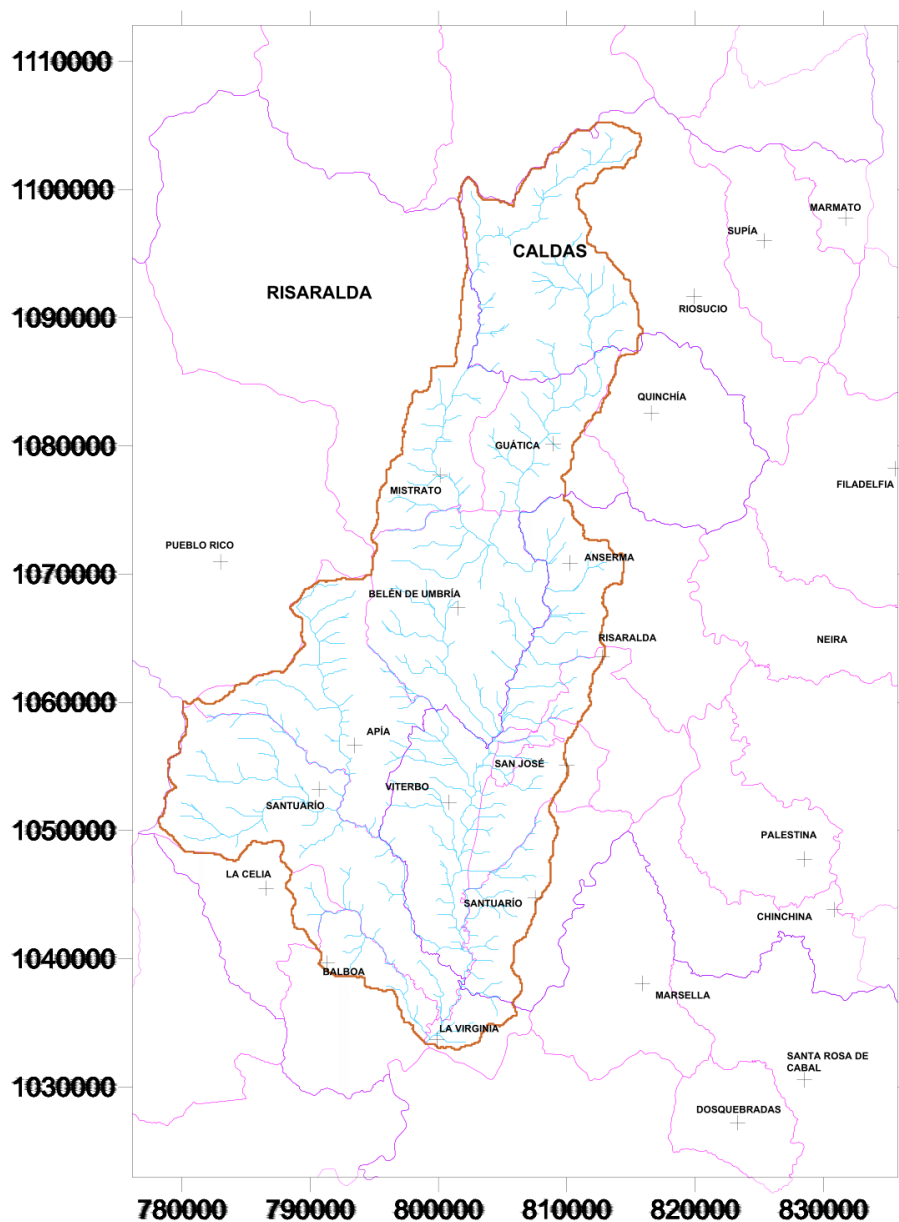 1110000
1100000
MARMATO
SUPÍA
CALDAS
RISARALDA
RIOSUCIO
1090000
QUINCHÍA
1080000
GUÁTICA
FILADELFIA
MISTRATO
PUEBLO RICO
ANSERMA
1070000
BELÉN DE UMBRÍA
RISARALDA
NEIRA
1060000
APÍA
SAN JOSÉ
VITERBO
SANTUARÍO
1050000
PALESTINA
LA CELIA
SANTUARÍO
CHINCHINA
1040000
BALBOA
MARSELLA
LA VIRGINIA
SANTA ROSA DE
CABAL
1030000
DOSQUEBRADAS
780000 790000 800000 810000 820000 830000